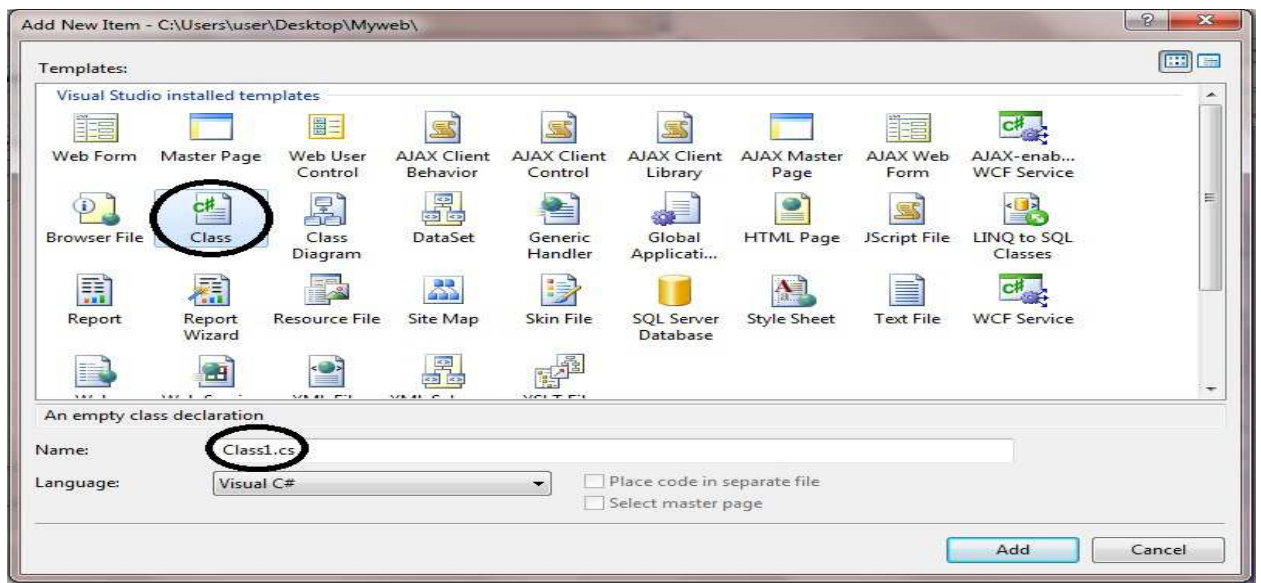 Add New Item - C:\Users\user\Desktop\Myweb\
Templates:
Visual Studio installed templates
Web Form
Master Page
Web User
Control
AJAX Client
Behavior
AJAX Client
Control
AJAX Client
Library
AJAX Master
Page
AJAX Web
Form
AJAX-enab...
WCF Service
Browser File
C#
Class
Class
Diagram
DataSet
Generic
Handler
Global
Applicati...
HTML Page
JScript File
LINQ to SQL
Classes
Report
Report
Wizard
Resource File
Site Map
Skin File
SQL Server
Database
Style Sheet
Text File
WCF Service
An empty class declaration
Name:
Class1.cs
Language:
Visual C#
Place code in separate file
Select master page
Add
Cancel